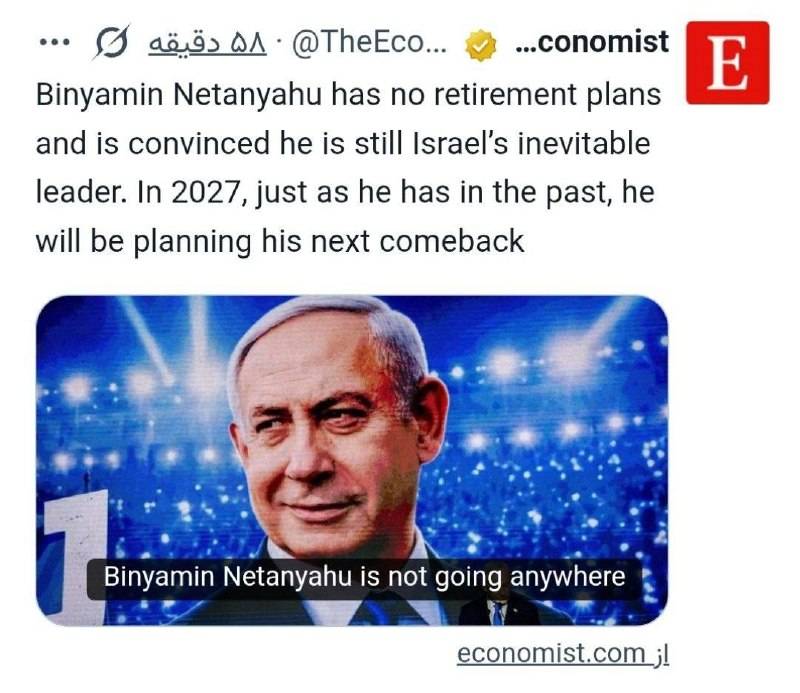 ...conomist @TheEco... · ۵۸ دقیقه
E
Binyamin Netanyahu has no retirement plans
and is convinced he is still Israel’s inevitable
leader. In 2027, just as he has in the past, he
will be planning his next comeback
Binyamin Netanyahu is not going anywhere
از economist.com